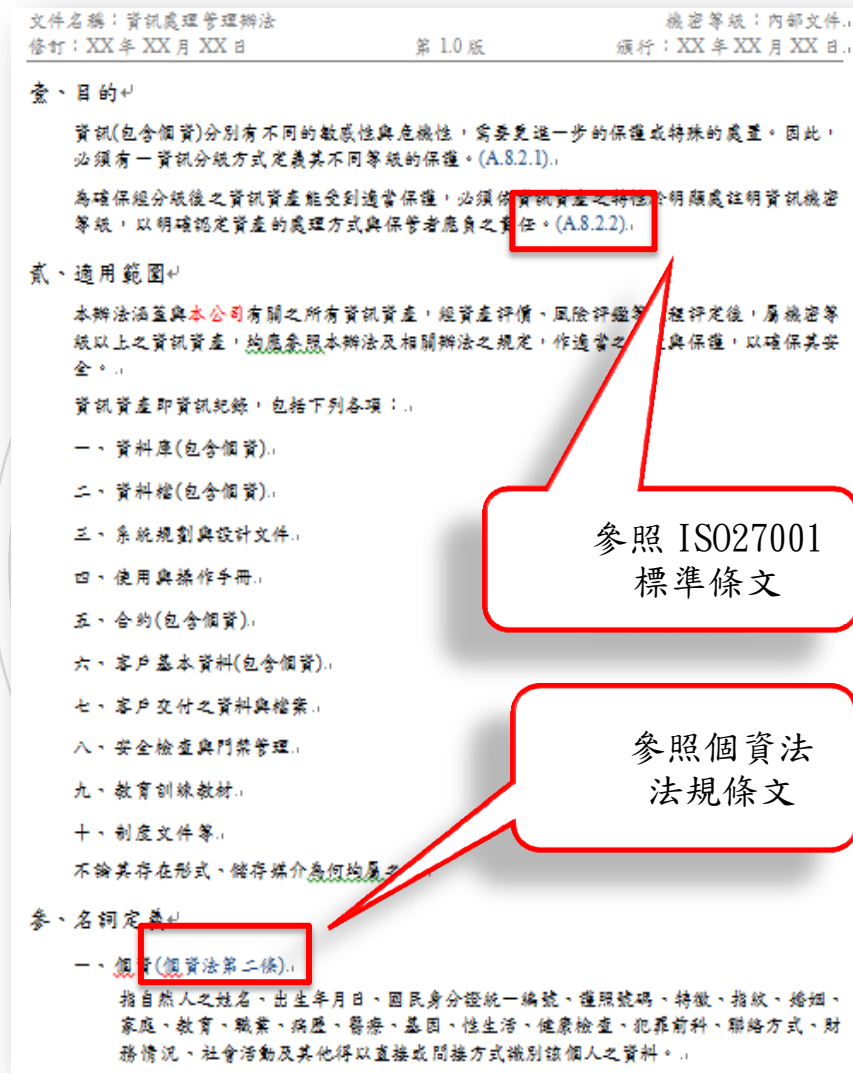 文件名稱：資訊處理管理辦法 機密等級：內部文件
修訂：XX 年 XX 月 XX 日 第 1.0 版 頒行：XX 年 XX 月 XX 日
壹、目的
資訊(包含個資)分別有不同的敏感性與危機性，需要更進一步的保護或特殊的處置。因此，
必須有一資訊分級方式定義其不同等級的保護。(A.8.2.1)
為確保經分級後之資訊資產能受到適當保護，必須依資訊資產之特性於明顯處註明資訊機密
等級，以明確認定資產的處理方式與保管者應負之責任。(A.8.2.2)
貳、適用範圍
本辦法涵蓋與本公司有關之所有資訊資產，經資產評價、風險評鑑等 程評定後，屬機密等
級以上之資訊資產，均應參照本辦法及相關辦法之規定，作適當之 與保護，以確保其安
全。
資訊資產即資訊紀錄，包括下列各項：
一、資料庫(包含個資)
二、資料檔(包含個資)
三、系統規劃與設計文件
四、使用與操作手冊
五、合約(包含個資)
六、客戶基本資料(包含個資)
七、客戶交付之資料與檔案
八、安全檢查與門禁管理
九、教育訓練教材
十、制度文件等
不論其存在形式、儲存媒介為何均屬之
參照 ISO27001
標準條文
參照個資法
法規條文
參、名詞定義
一、個資(個資法第二條)
指自然人之姓名、出生年月日、國民身分證統一編號、護照號碼、特徵、指紋、婚姻、
家庭、教育、職業、病歷、醫療、基因、性生活、健康檢查、犯罪前科、聯絡方式、財
務情況、社會活動及其他得以直接或間接方式識別該個人之資料。